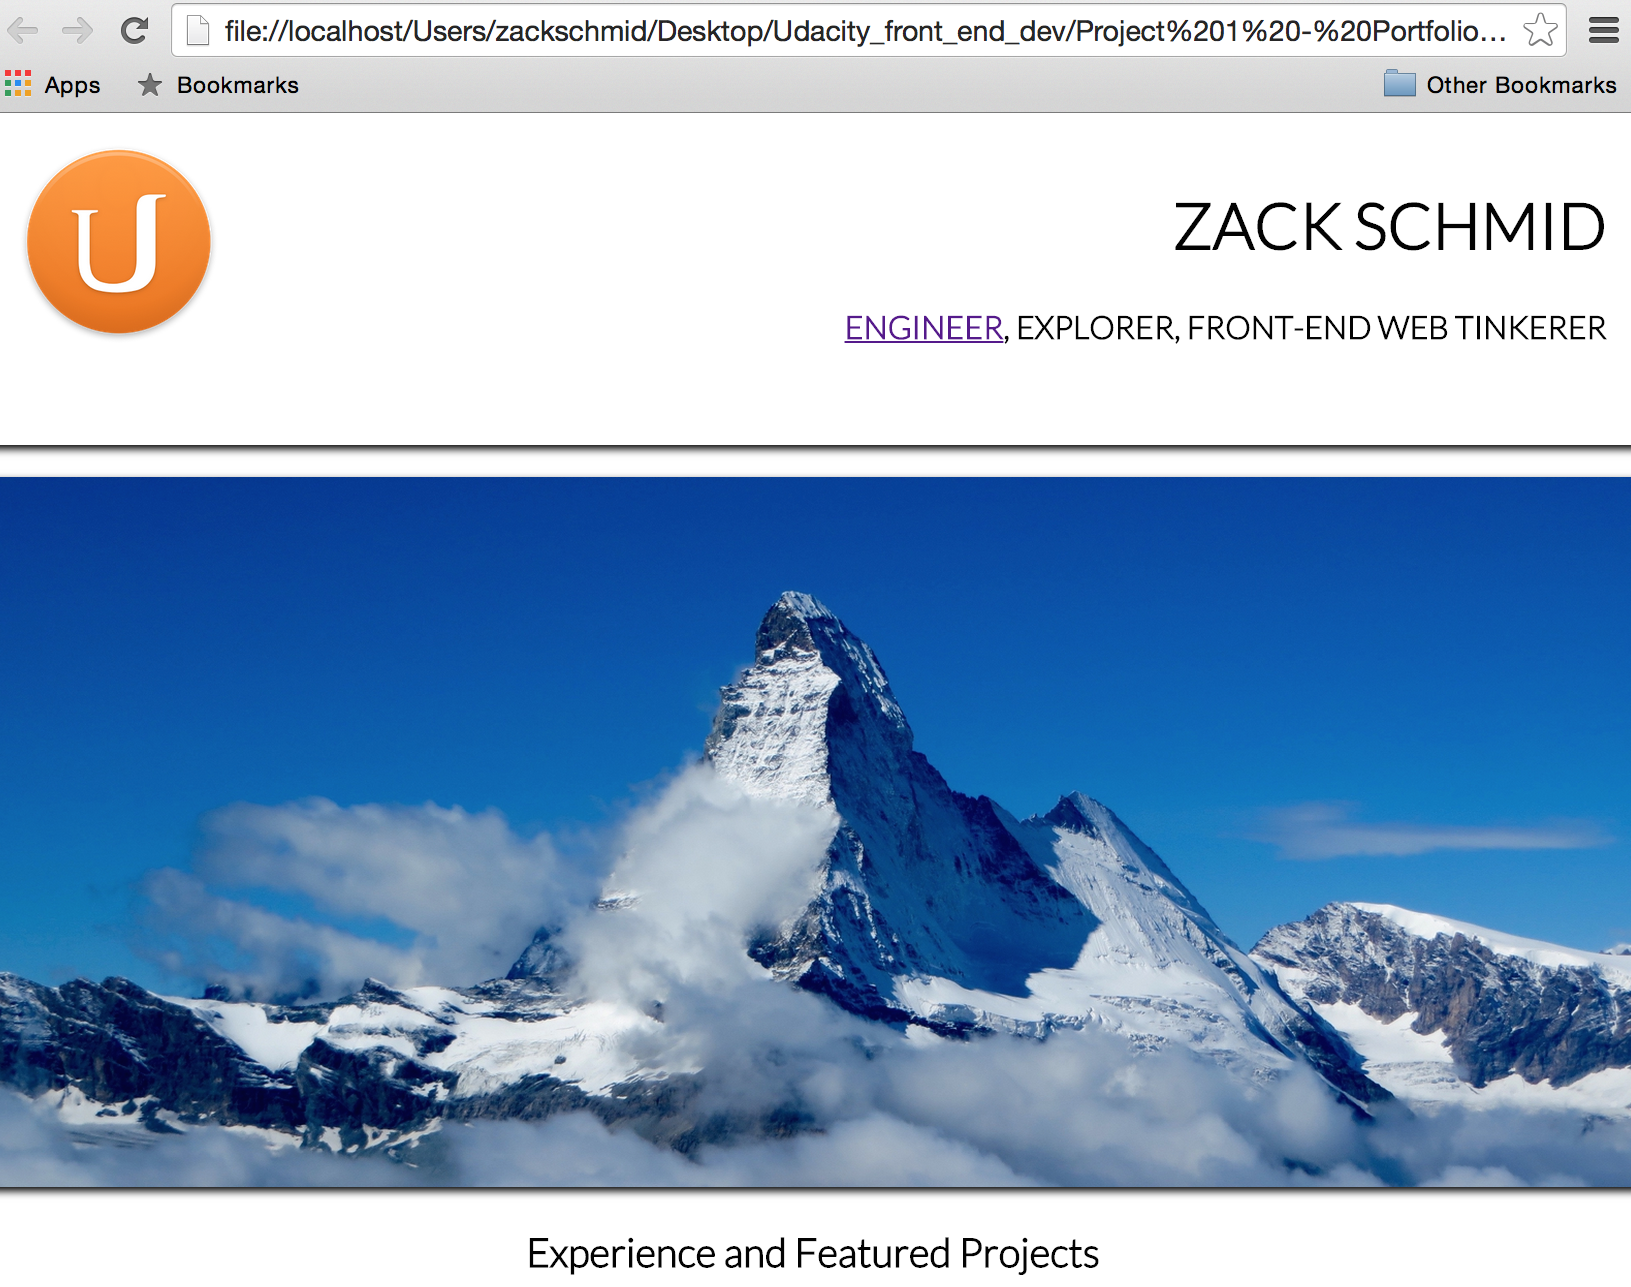 file://localhost/Users/zackschmid/Desktop/Udacity_front_end_dev/Project%201%20-%20Portfolio...
Apps Bookmarks Other Bookmarks
U
ZACK SCHMID
ENGINEER, EXPLORER, FRONT-END WEB TINKERER
Experience and Featured Projects